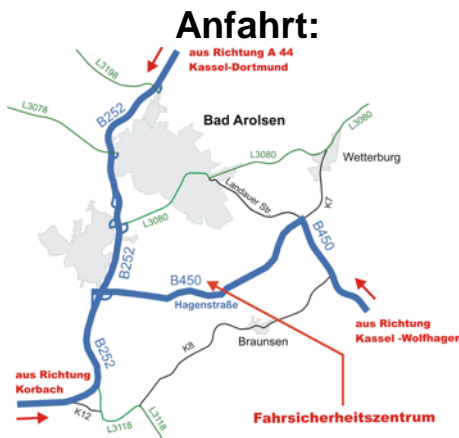 Anfahrt:
aus Richtung A 44
Kassel-Dortmund
L3198
B252
L3078
Bad Arolsen
L3080
L3080
Wetterburg
Landauer Str
K7
L3080
B252
B450
B450
Hagenstraße
aus Richtung
Kassel -Wolfhagen
K8
Braunsen
B252
aus Richtung
Korbach
K12
L3118
L3118
Fahrsicherheitszentrum